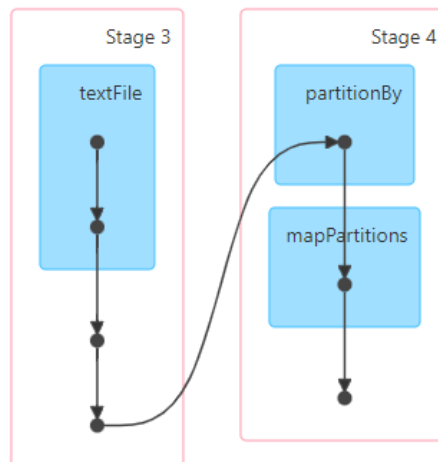 Stage 3
textFile
Stage 4
partitionBy
mapPartitions